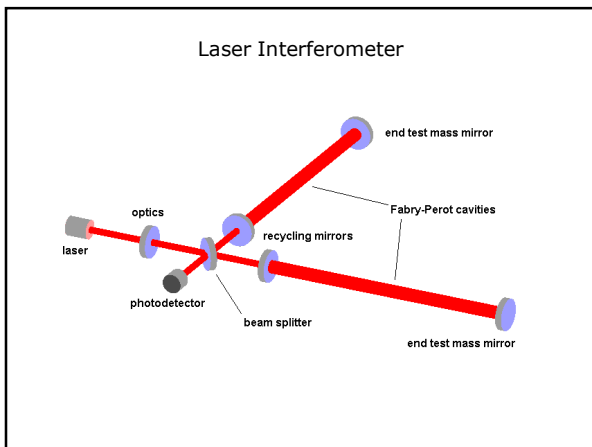 Laser Interferometer
end test mass mirror
optics
Fabry-Perot cavities
laser
recycling mirrors
photodetector
beam splitter
end test mass mirror